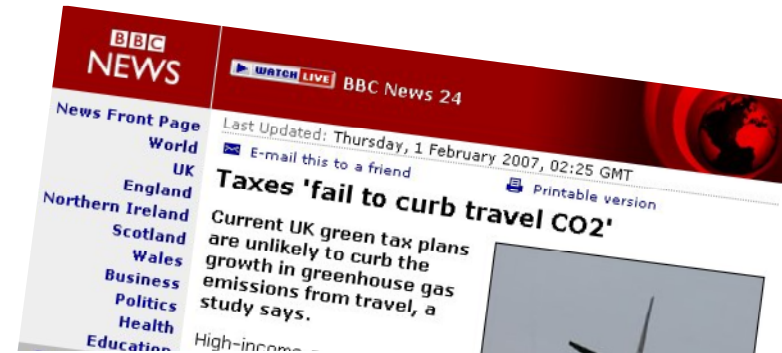 BBC
NEWS
WATCH LIVE BBC News 24
News Front Page
World
UK
England
Northern Ireland
Scotland
Wales
Business
Politics
Health
Education
Last Updated: Thursday, 1 February 2007, 02:25 GMT
E-mail this to a friend
Printable version
Taxes 'fail to curb travel CO2'
Current UK green tax plans
are unlikely to curb the
growth in greenhouse gas
emissions from travel, a
study says.
High-income